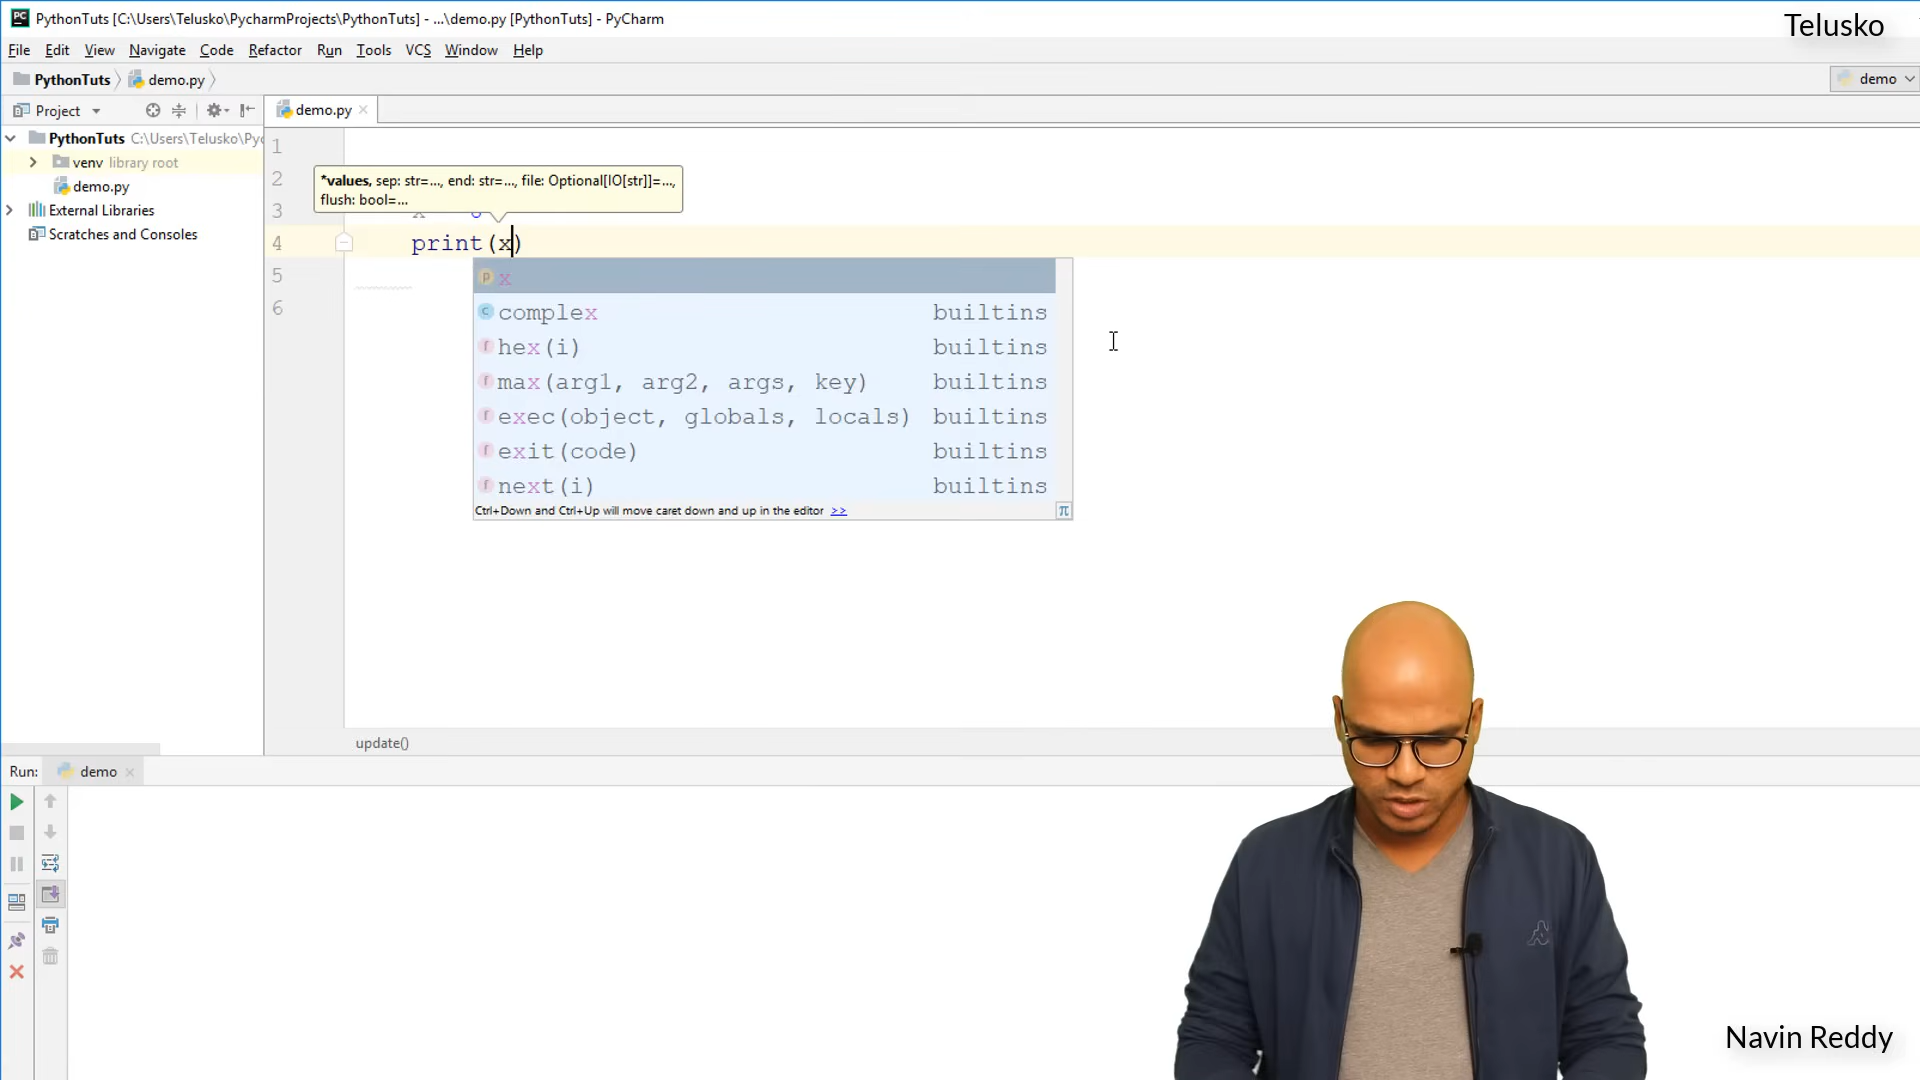 PythonTuts [C:\Users\Telusko\PycharmProjects\PythonTuts] - ...\demo.py [PythonTuts] - PyCharm
Telusko
File Edit View Navigate Code Refactor Run Tools VCS Window Help
PythonTuts demo.py
demo
Project
demo.py
PythonTuts C:\Users\Telusko\Pyc
venv library root
demo.py
External Libraries
Scratches and Consoles
1
2
*values, sep: str=..., end: str=..., file: Optional[IO[str]]=...,
flush: bool=...
3
4 print(x)
5
6
x
complex builtins
hex(i) builtins
max(arg1, arg2, args, key) builtins
exec(object, globals, locals) builtins
exit(code) builtins
next(i) builtins
Ctrl+Down and Ctrl+Up will move caret down and up in the editor >>
π
update()
Run: demo
Navin Reddy